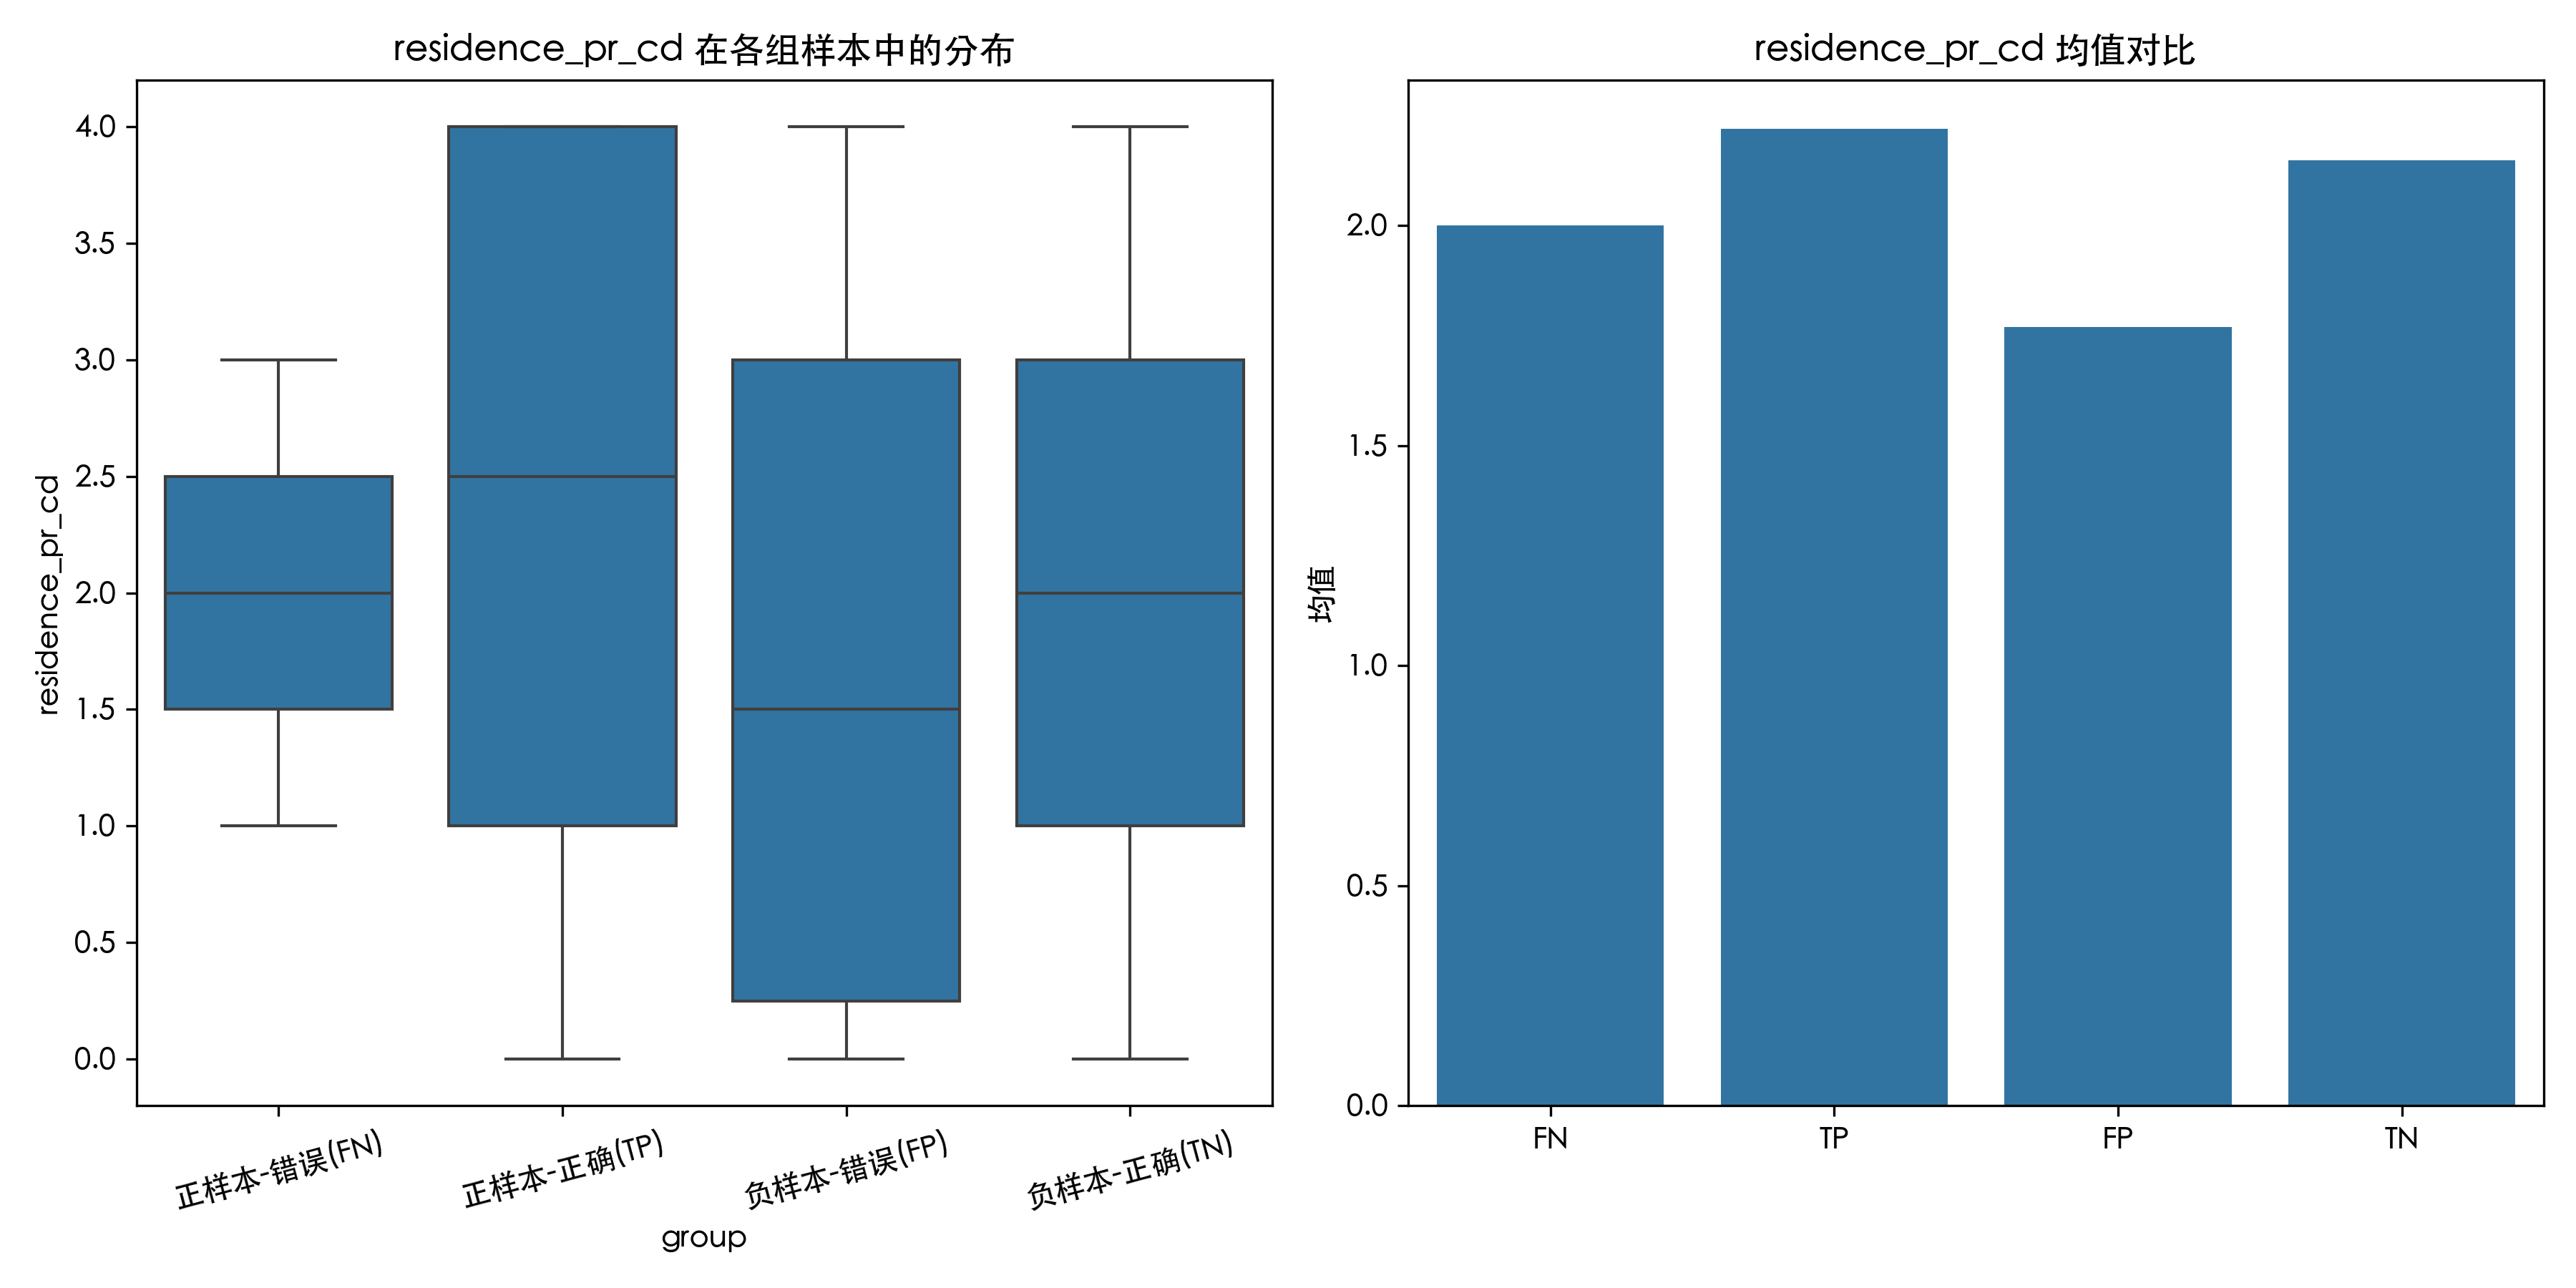 residence_pr_cd 在各组样本中的分布
residence_pr_cd
4.0
3.5
3.0
2.5
2.0
1.5
1.0
0.5
0.0
正样本-错误(FN)
正样本-正确(TP)
负样本-错误(FP)
负样本-正确(TN)
group
residence_pr_cd 均值对比
均值
2.0
1.5
1.0
0.5
0.0
FN
TP
FP
TN